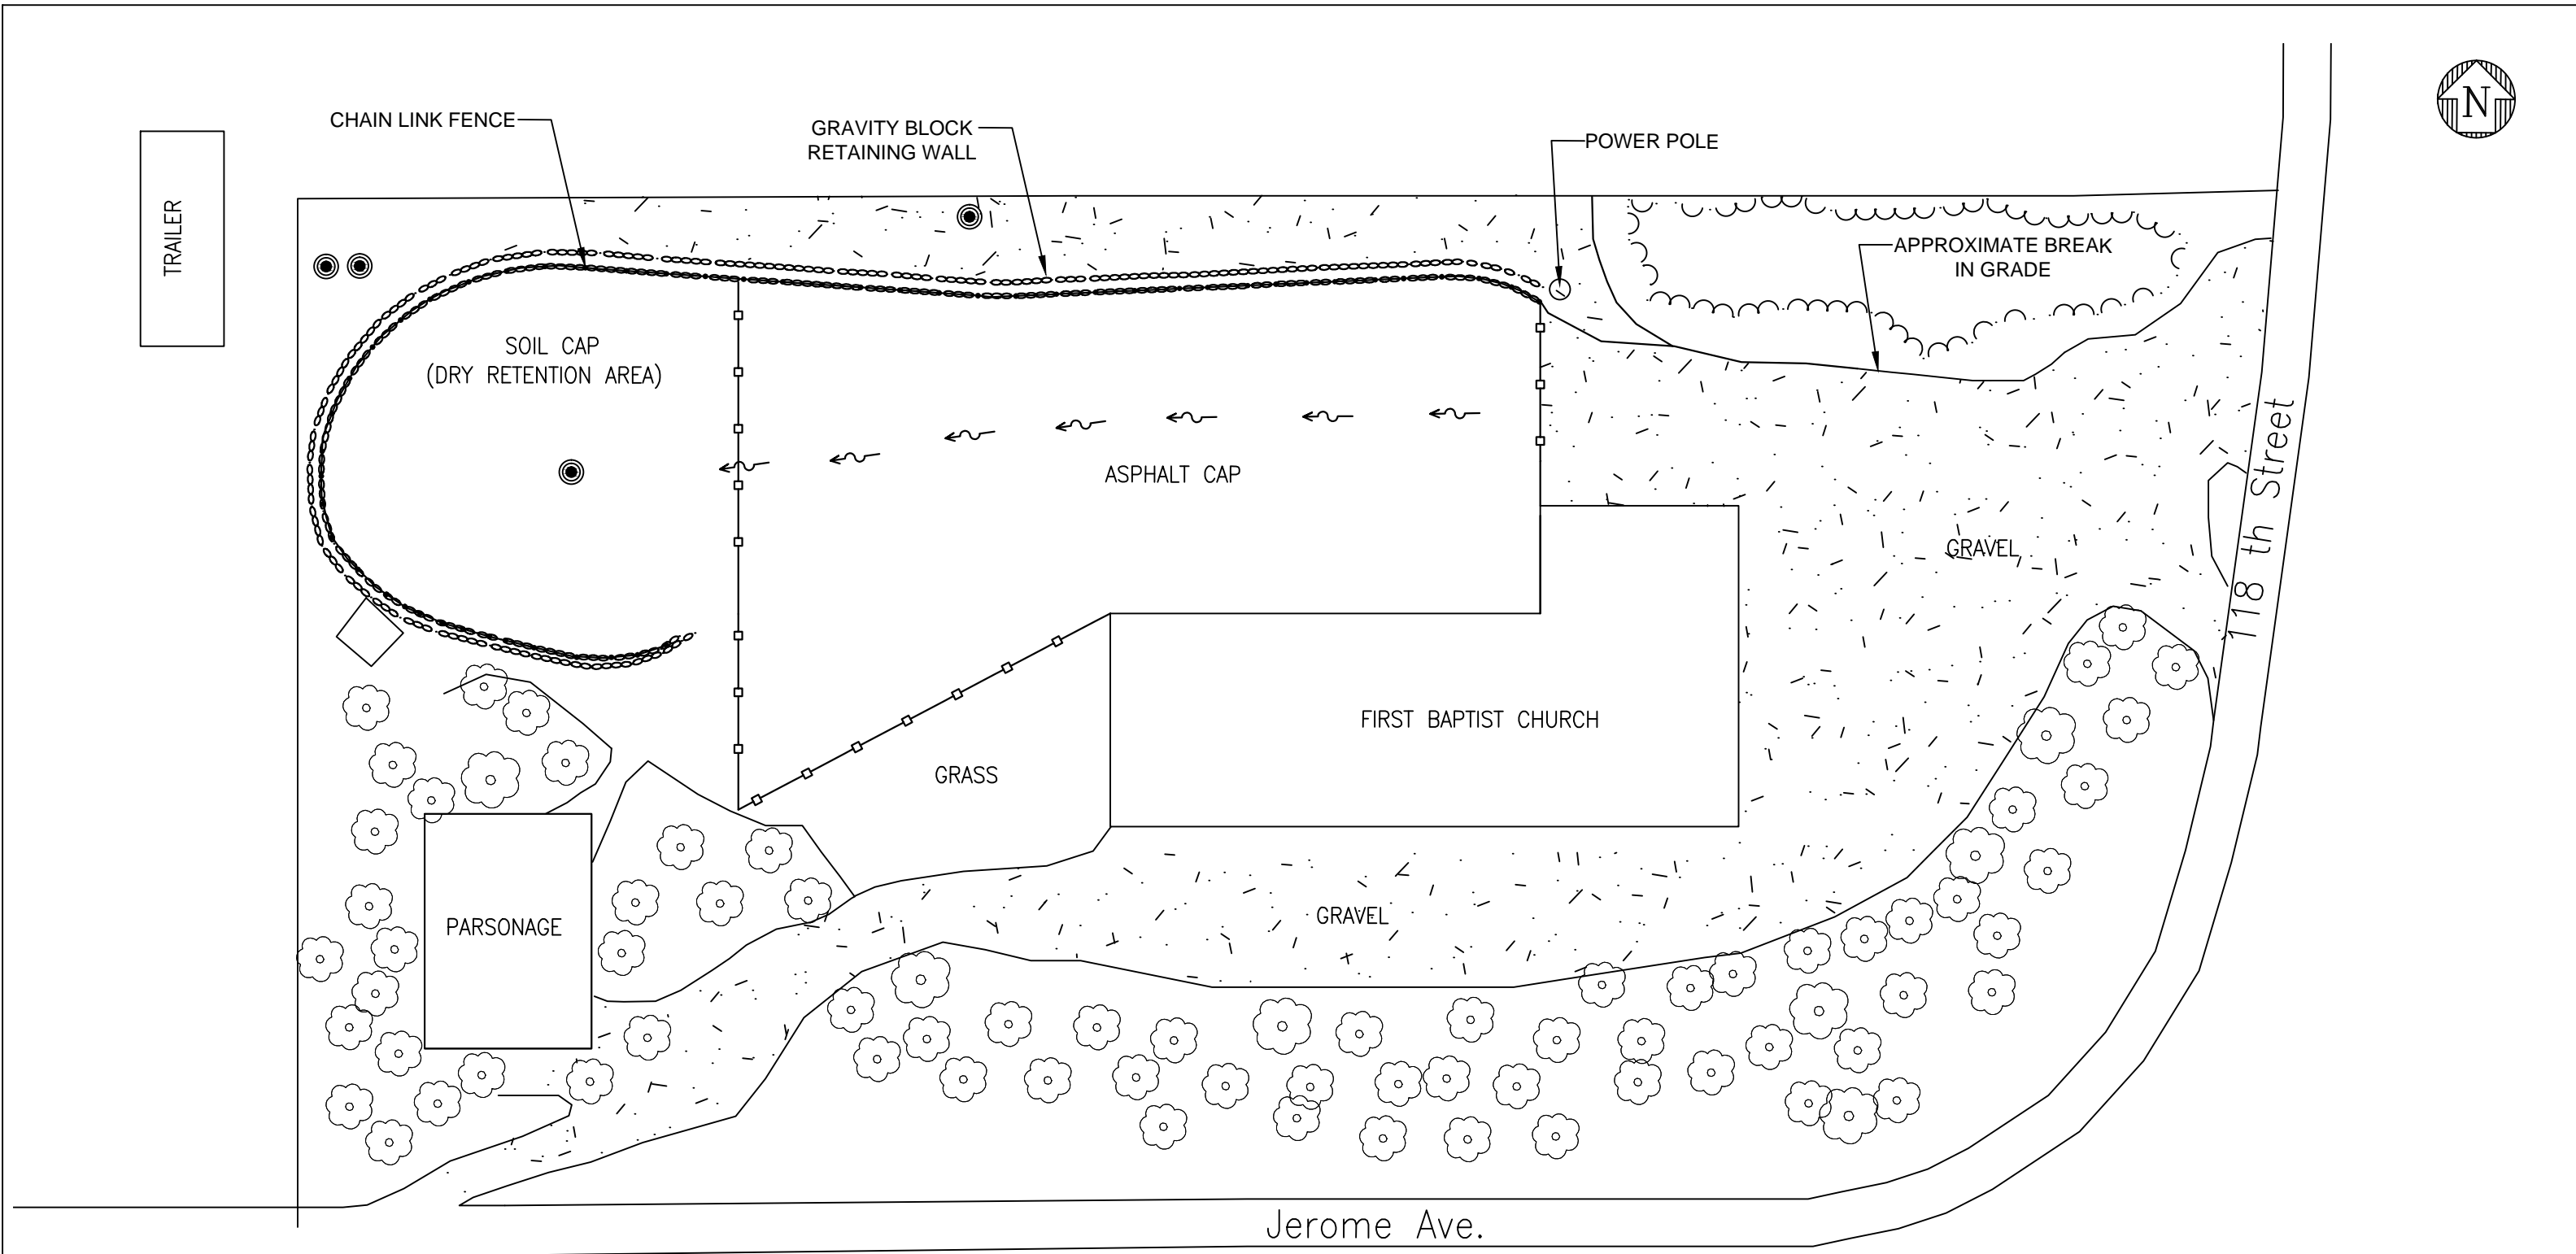 N
CHAIN LINK FENCE
GRAVITY BLOCK
RETAINING WALL
POWER POLE
TRAILER
APPROXIMATE BREAK
IN GRADE
SOIL CAP
(DRY RETENTION AREA)
ASPHALT CAP
118 th Street
GRAVEL
FIRST BAPTIST CHURCH
GRASS
GRAVEL
PARSONAGE
Jerome Ave.